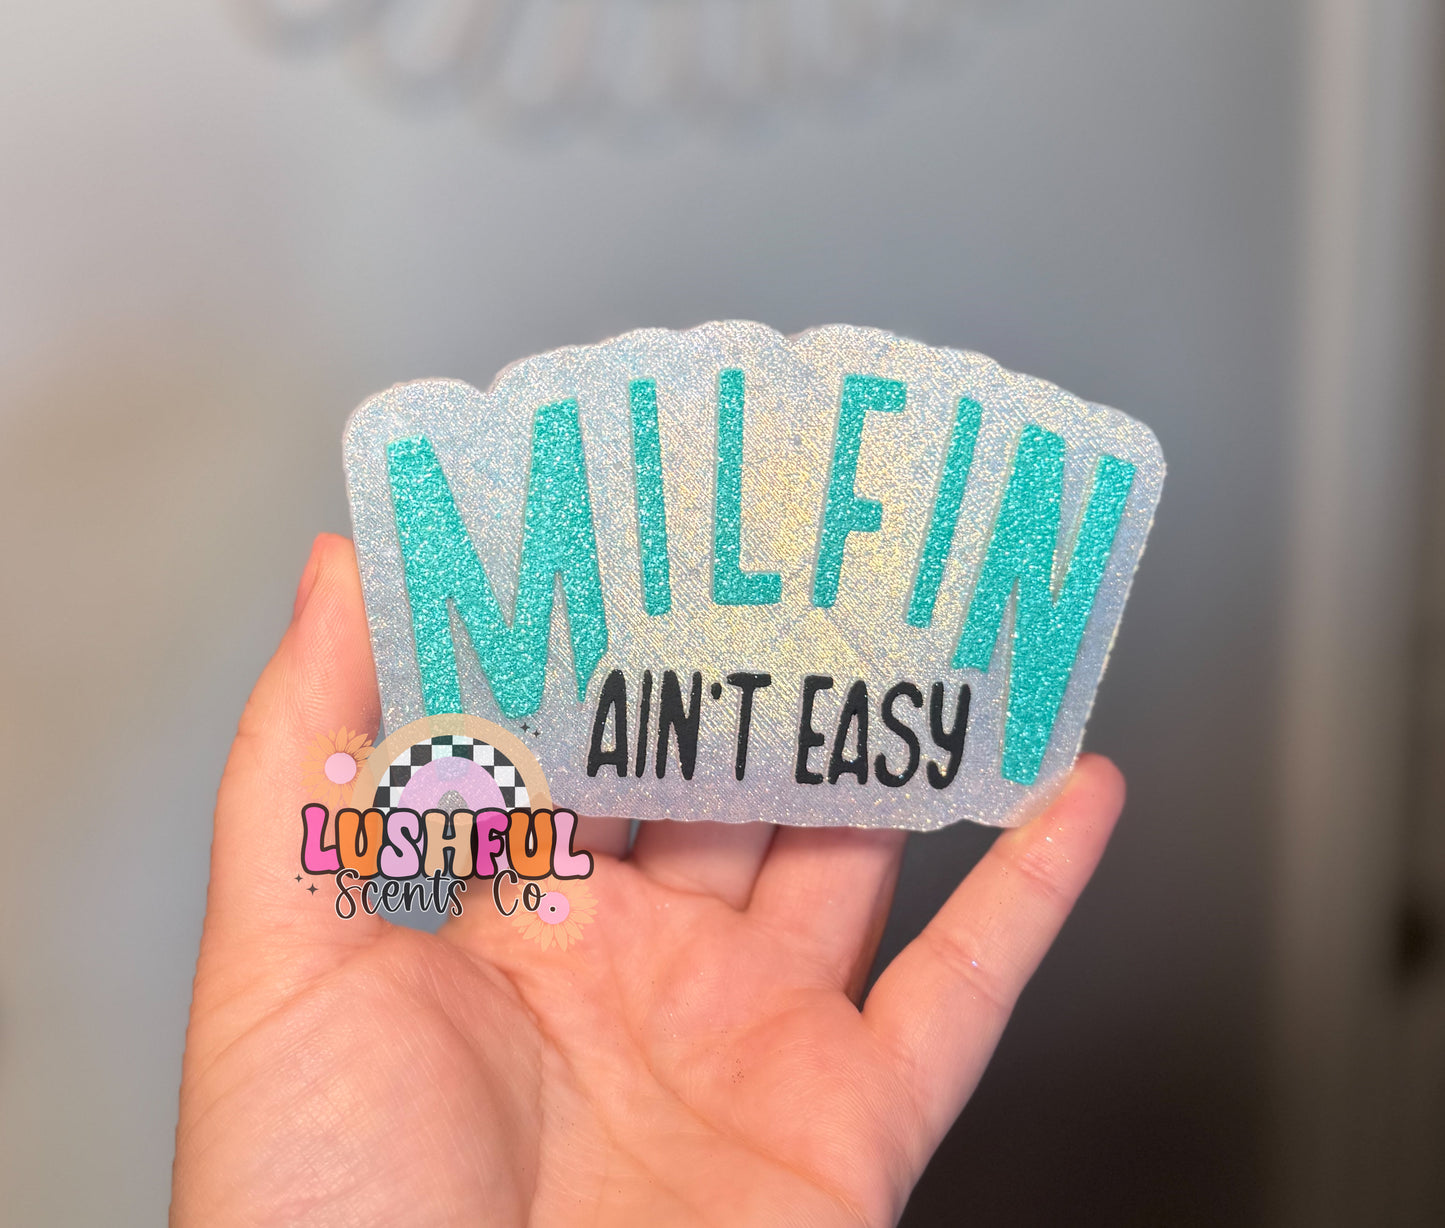 MILFIN
AIN'T EASY
LUSHFUL
Scents Co.